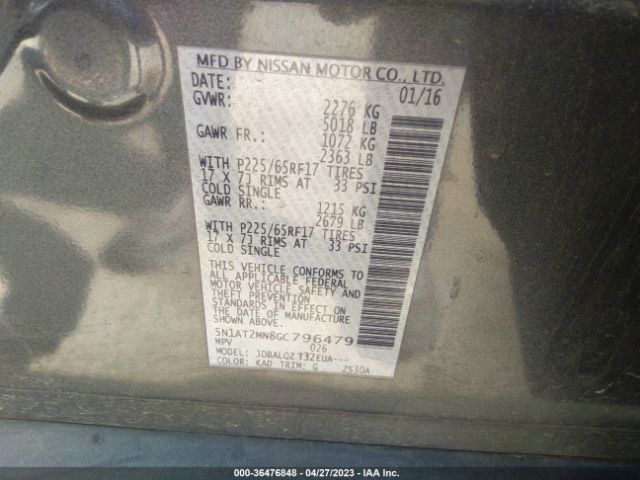 MFD BY NISSAN MOTOR CO., LTD.
DATE: 01/16
GVWR: 2276 KG
5018 LB
GAWR FR.: 1072 KG
2363 LB
WITH P225/65RF17 TIRES
17 X 7J RIMS AT 33 PSI
COLD SINGLE
GAWR RR.: 1215 KG
2679 LB
WITH P225/65RF17 TIRES
17 X 7J RIMS AT 33 PSI
COLD SINGLE
THIS VEHICLE CONFORMS TO
ALL APPLICABLE FEDERAL
MOTOR VEHICLE SAFETY AND
THEFT PREVENTION
STANDARDS IN EFFECT ON
THE DATE OF MANUFACTURE
SHOWN ABOVE.
5N1AT2MN8GC796479
MPV 026
MODEL: JDBALQZ T32EUA---
COLOR: KAD TRIM: G 2S30A
000-36476848 - 04/27/2023 - IAA Inc.